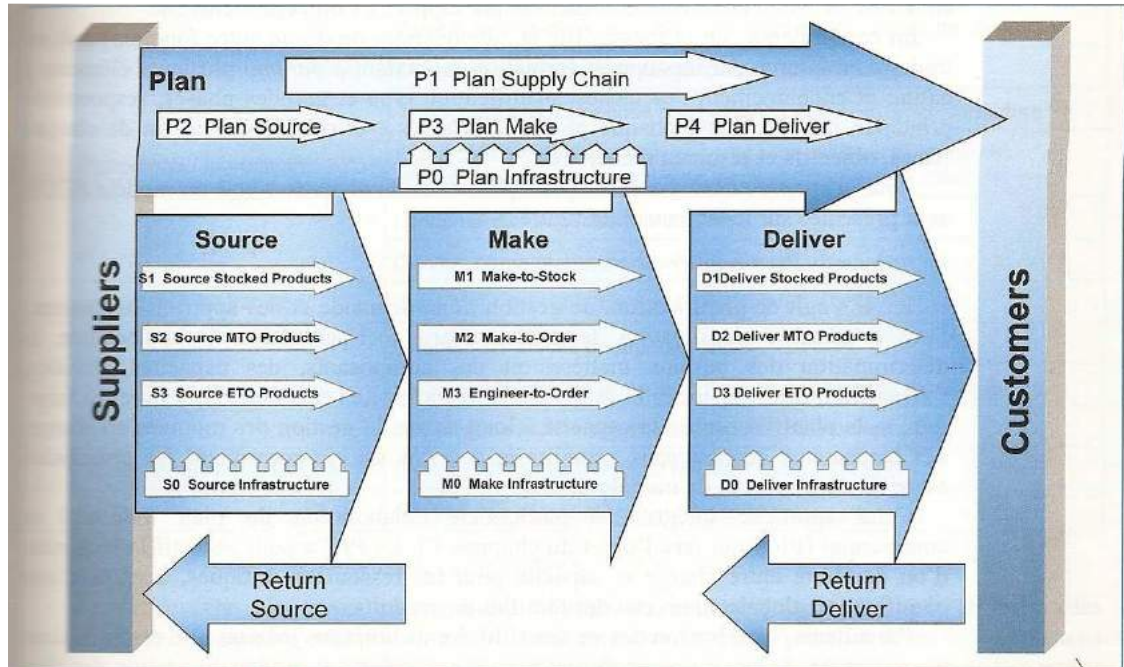 Plan
P1 Plan Supply Chain
P2 Plan Source
P3 Plan Make
P4 Plan Deliver
P0 Plan Infrastructure
Suppliers
Source
S1 Source Stocked Products
S2 Source MTO Products
S3 Source ETO Products
S0 Source Infrastructure
Make
M1 Make-to-Stock
M2 Make-to-Order
M3 Engineer-to-Order
M0 Make Infrastructure
Deliver
D1Deliver Stocked Products
D2 Deliver MTO Products
D3 Deliver ETO Products
D0 Deliver Infrastructure
Customers
Return
Source
Return
Deliver